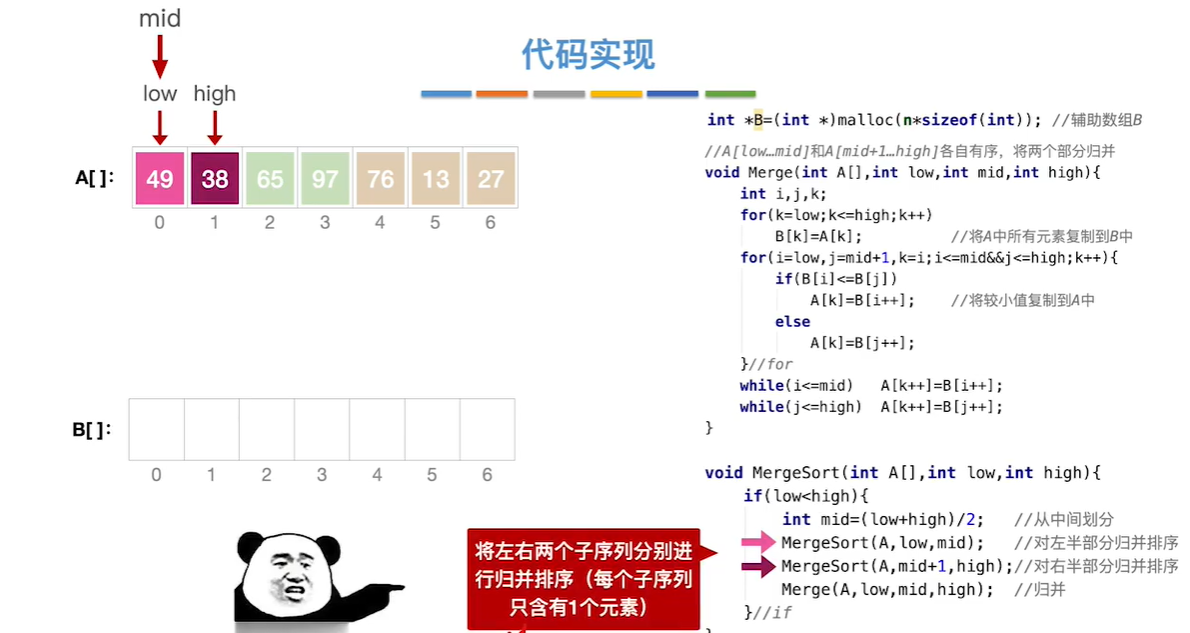 mid
代码实现
low high
A[ ]:
49 38 65 97 76 13 27
0 1 2 3 4 5 6
B[ ]:
0 1 2 3 4 5 6
将左右两个子序列分别进
行归并排序（每个子序列
只含有1个元素）
int *B=(int *)malloc(n*sizeof(int)); //辅助数组B
//A[low…mid]和A[mid+1…high]各自有序，将两个部分归并
void Merge(int A[],int low,int mid,int high){
int i,j,k;
for(k=low;k<=high;k++)
B[k]=A[k]; //将A中所有元素复制到B中
for(i=low,j=mid+1,k=i;i<=mid&&j<=high;k++){
if(B[i]<=B[j])
A[k]=B[i++]; //将较小值复制到A中
else
A[k]=B[j++];
}//for
while(i<=mid) A[k++]=B[i++];
while(j<=high) A[k++]=B[j++];
}
void MergeSort(int A[],int low,int high){
if(low<high){
int mid=(low+high)/2; //从中间划分
MergeSort(A,low,mid); //对左半部分归并排序
MergeSort(A,mid+1,high);//对右半部分归并排序
Merge(A,low,mid,high); //归并
}//if